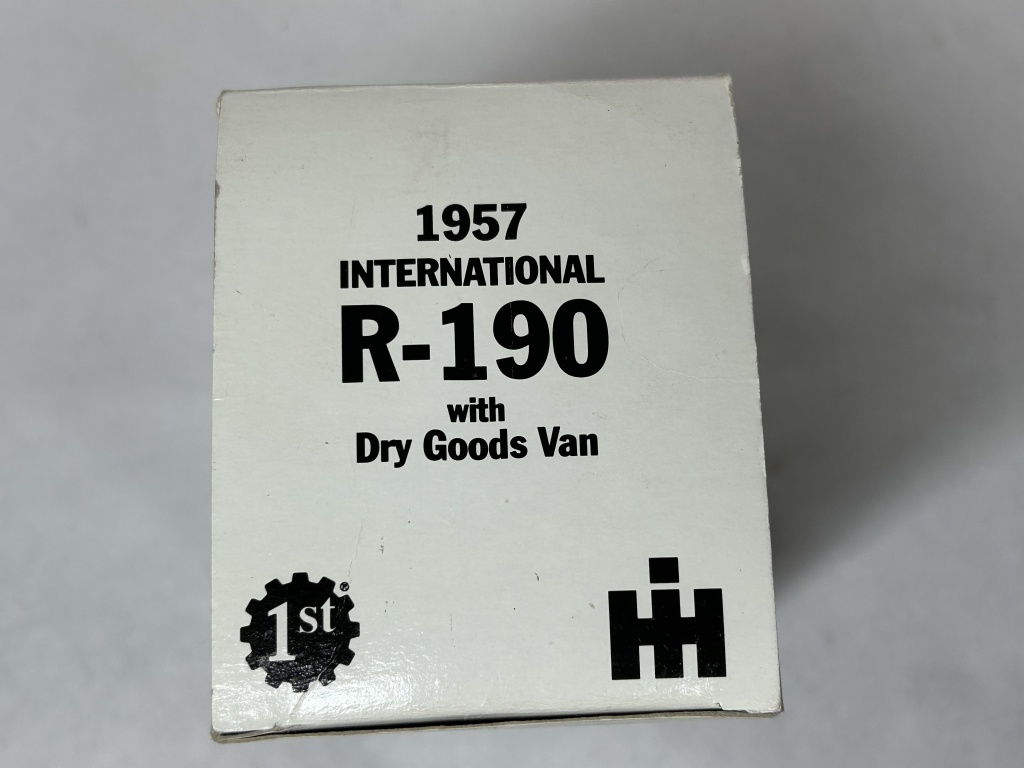 1957
INTERNATIONAL
R-190
with
Dry Goods Van
1st®
IH